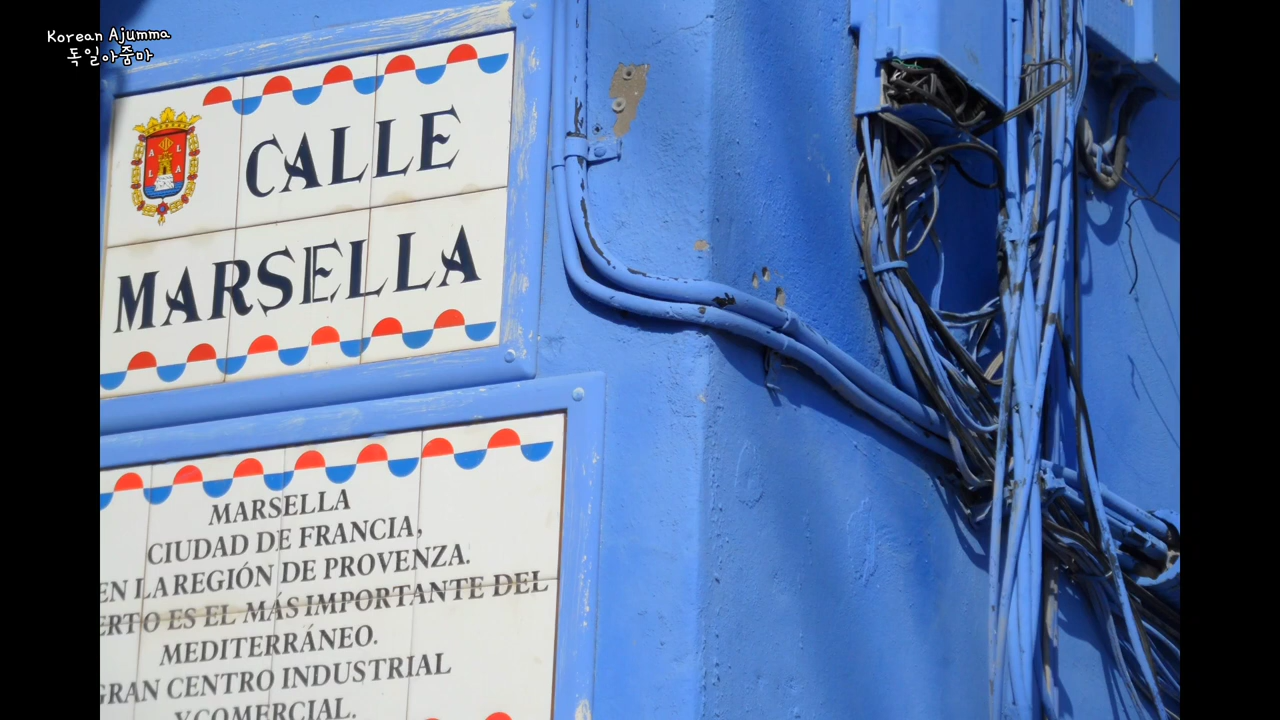 Korean Ajumma
독일아줌마
CALLE
MARSELLA
MARSELLA
CIUDAD DE FRANCIA,
EN LA REGIÓN DE PROVENZA.
ES EL MÁS IMPORTANTE DEL
MEDITERRÁNEO.
GRAN CENTRO INDUSTRIAL
Y COMERCIAL.